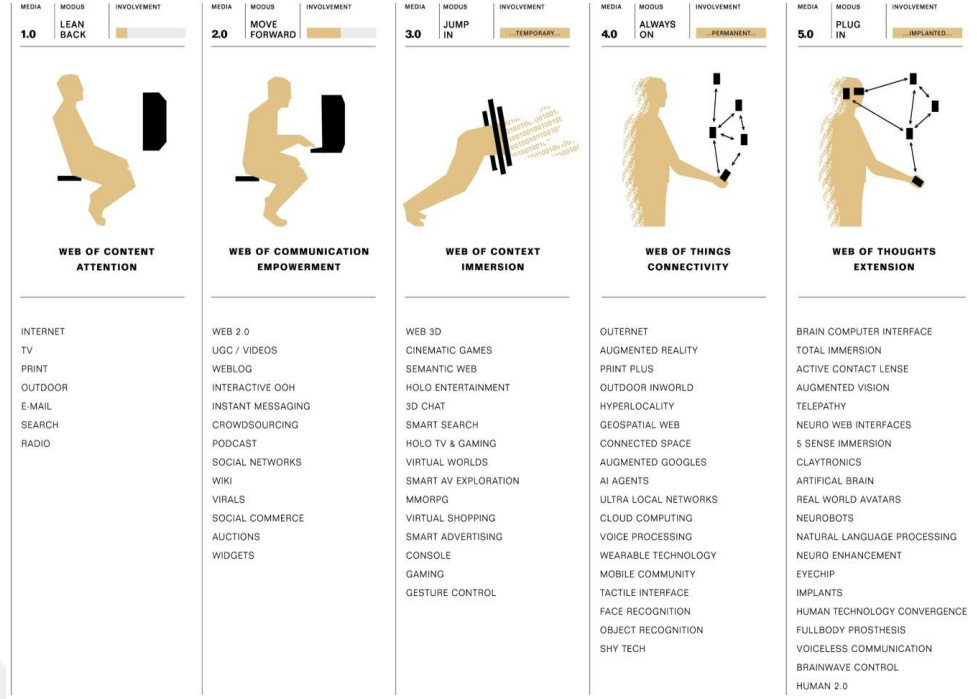 MEDIA MODUS INVOLVEMENT
1.0 LEAN
BACK
MEDIA MODUS INVOLVEMENT
2.0 MOVE
FORWARD
MEDIA MODUS INVOLVEMENT
3.0 JUMP
IN
...TEMPORARY...
MEDIA MODUS INVOLVEMENT
4.0 ALWAYS
ON
...PERMANENT...
MEDIA MODUS INVOLVEMENT
5.0 PLUG
IN
...IMPLANTED...
WEB OF CONTENT
ATTENTION
INTERNET
TV
PRINT
OUTDOOR
E-MAIL
SEARCH
RADIO
WEB OF COMMUNICATION
EMPOWERMENT
WEB 2.0
UGC / VIDEOS
WEBLOG
INTERACTIVE OOH
INSTANT MESSAGING
CROWDSOURCING
PODCAST
SOCIAL NETWORKS
WIKI
VIRALS
SOCIAL COMMERCE
AUCTIONS
WIDGETS
WEB OF CONTEXT
IMMERSION
WEB 3D
CINEMATIC GAMES
SEMANTIC WEB
HOLO ENTERTAINMENT
3D CHAT
SMART SEARCH
HOLO TV & GAMING
VIRTUAL WORLDS
SMART AV EXPLORATION
MMORPG
VIRTUAL SHOPPING
SMART ADVERTISING
CONSOLE
GAMING
GESTURE CONTROL
WEB OF THINGS
CONNECTIVITY
OUTERNET
AUGMENTED REALITY
PRINT PLUS
OUTDOOR INWORLD
HYPERLOCALITY
GEOSPATIAL WEB
CONNECTED SPACE
AUGMENTED GOOGLES
AI AGENTS
ULTRA LOCAL NETWORKS
CLOUD COMPUTING
VOICE PROCESSING
WEARABLE TECHNOLOGY
MOBILE COMMUNITY
TACTILE INTERFACE
FACE RECOGNITION
OBJECT RECOGNITION
SHY TECH
WEB OF THOUGHTS
EXTENSION
BRAIN COMPUTER INTERFACE
TOTAL IMMERSION
ACTIVE CONTACT LENSE
AUGMENTED VISION
TELEPATHY
NEURO WEB INTERFACES
5 SENSE IMMERSION
CLAYTRONICS
ARTIFICAL BRAIN
REAL WORLD AVATARS
NEUROBOTS
NATURAL LANGUAGE PROCESSING
NEURO ENHANCEMENT
EYECHIP
IMPLANTS
HUMAN TECHNOLOGY CONVERGENCE
FULLBODY PROSTHESIS
VOICELESS COMMUNICATION
BRAINWAVE CONTROL
HUMAN 2.0